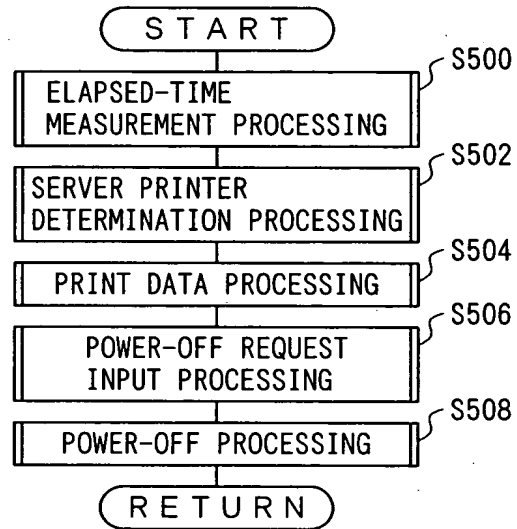 START
S500
ELAPSED-TIME
MEASUREMENT PROCESSING
S502
SERVER PRINTER
DETERMINATION PROCESSING
S504
PRINT DATA PROCESSING
S506
POWER-OFF REQUEST
INPUT PROCESSING
S508
POWER-OFF PROCESSING
RETURN